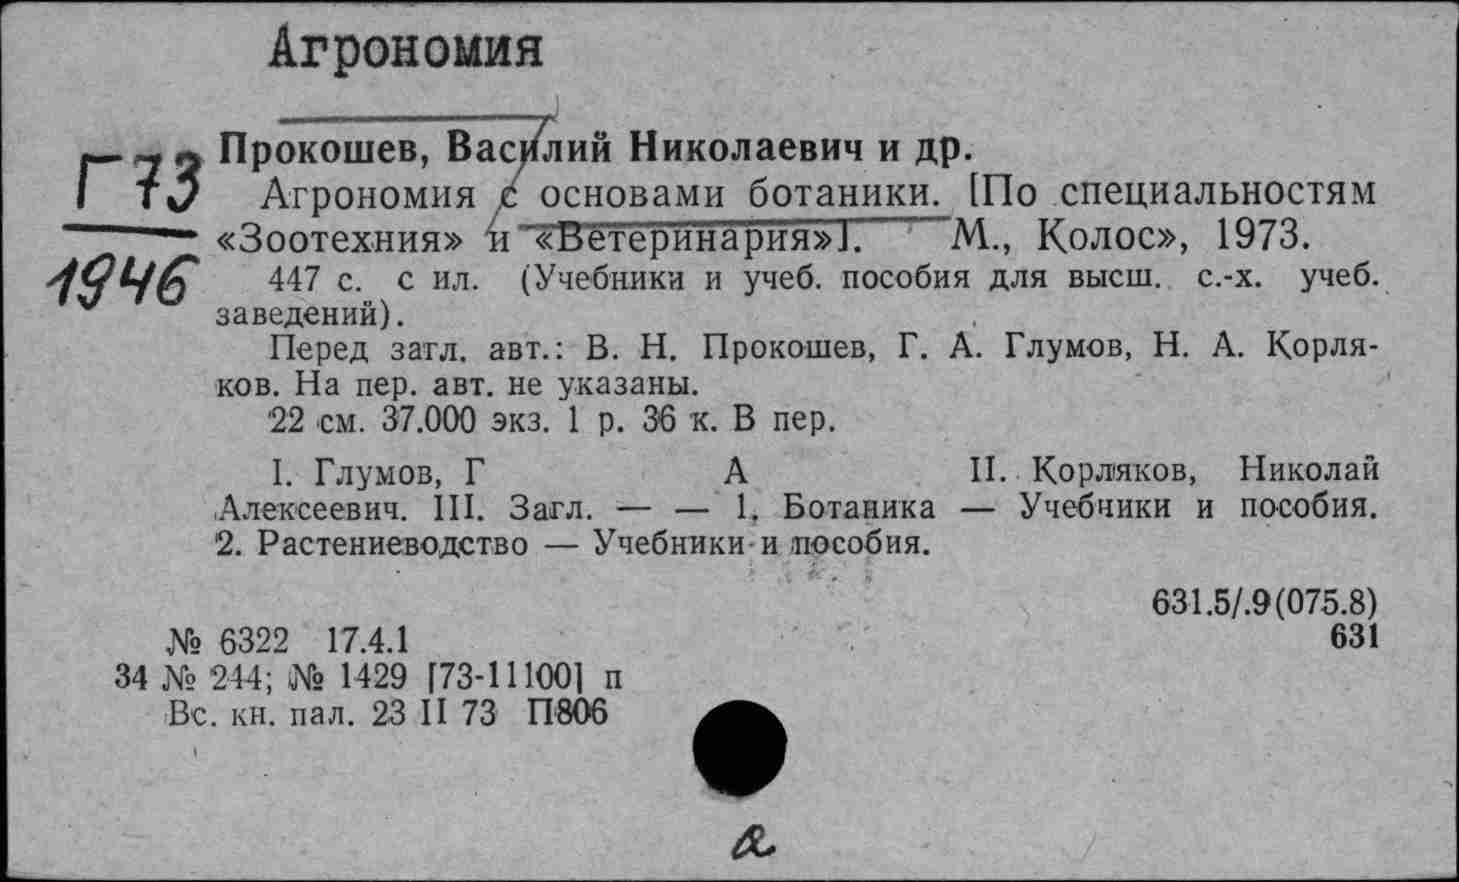 Агрономия
Г 73
1946
Прокошев, Василий Николаевич и др.
Агрономия с основами ботаники. [По специальностям
«Зоотехния» и «Ветеринария»]. М., Колос», 1973.
447 с. с ил. (Учебники и учеб. пособия для высш. с.-х. учеб.
заведений).
Перед загл. авт.: В. Н. Прокошев, Г. А. Глумов, Н. А. Корля-
ков. На пер. авт. не указаны.
22 см. 37.000 экз. 1 р. 36 к. В пер.
I. Глумов, Г А II. Корляков, Николай
Алексеевич. III. Загл. — — 1. Ботаника — Учебники и пособия.
2. Растениеводство — Учебники и пособия.
631.5/.9(075.8)
№ 6322 17.4.1 631
34 № 244; № 1429 [73-11100] п
Вс. кн. пал. 23 II 73 П806